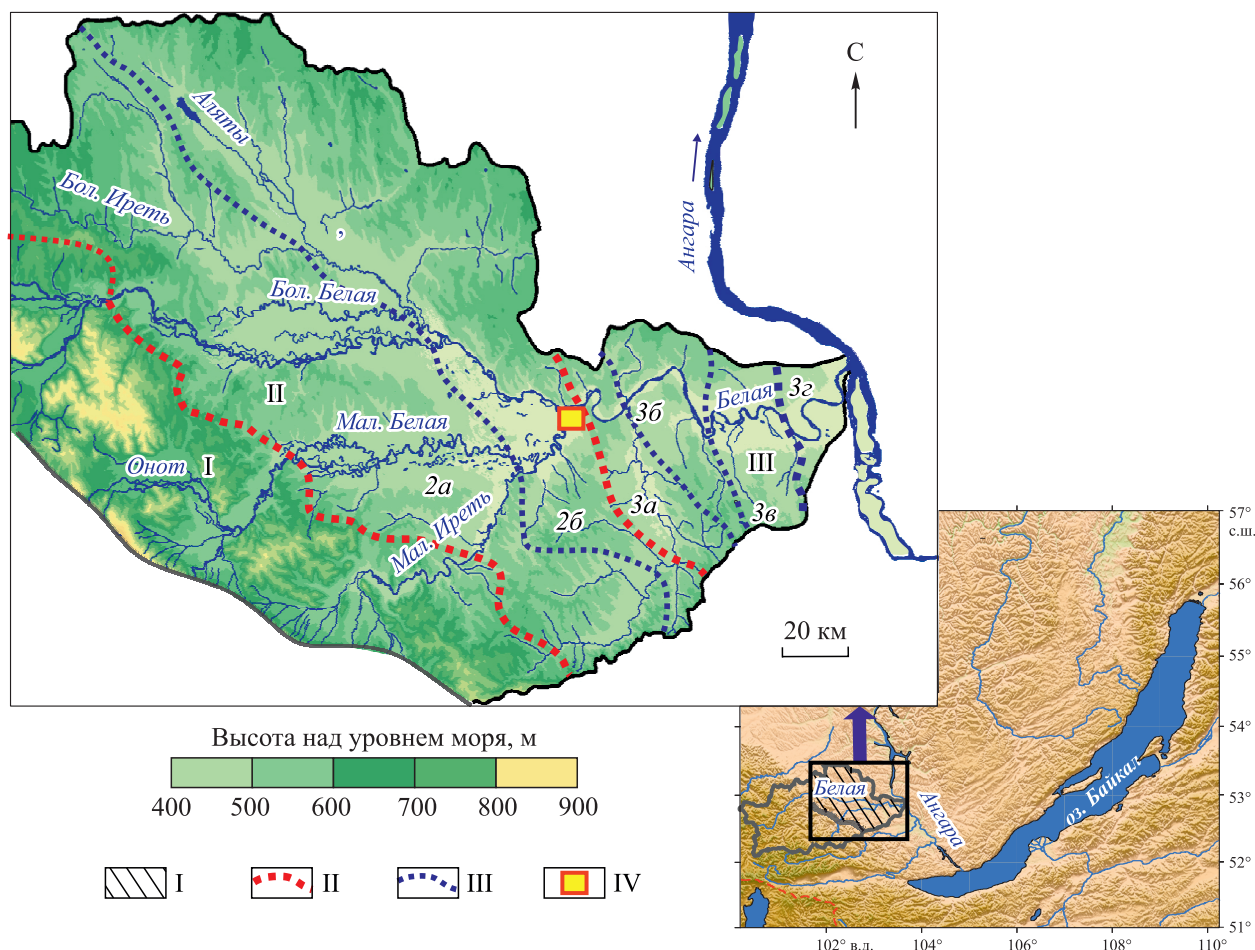 С
Аляты
Ангара
Бол. Иреть
,
Бол. Белая
II
3г
Белая
3б
Мал. Белая
III
Онот
I
2а
3а
Мал. Иреть
2б
3в
20 км
Высота над уровнем моря, м
400 500 600 700 800 900
I
II
III
IV
57°
с.ш.
56°
55°
54°
53°
52°
51°
Белая
Ангара
оз. Байкал
102° в.д. 104° 106° 108° 110°